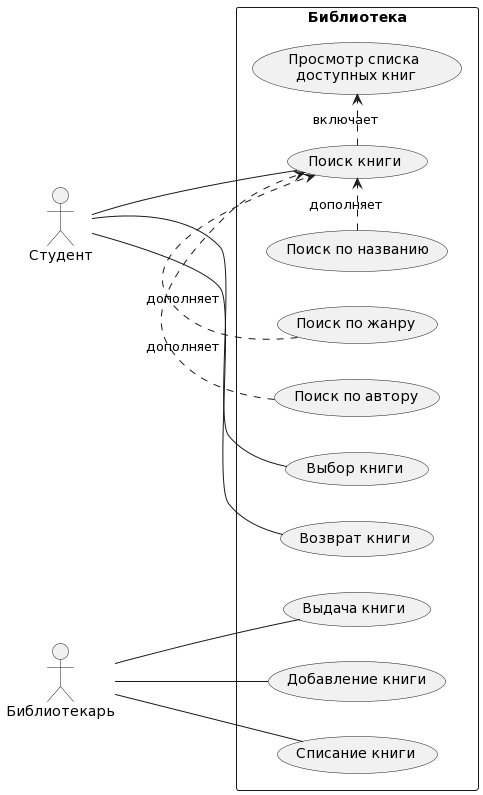 Библиотека
Просмотр списка
доступных книг
включает
Поиск книги
дополняет
Студент
Поиск по названию
дополняет
Поиск по жанру
дополняет
Поиск по автору
Выбор книги
Возврат книги
Выдача книги
Библиотекарь
Добавление книги
Списание книги